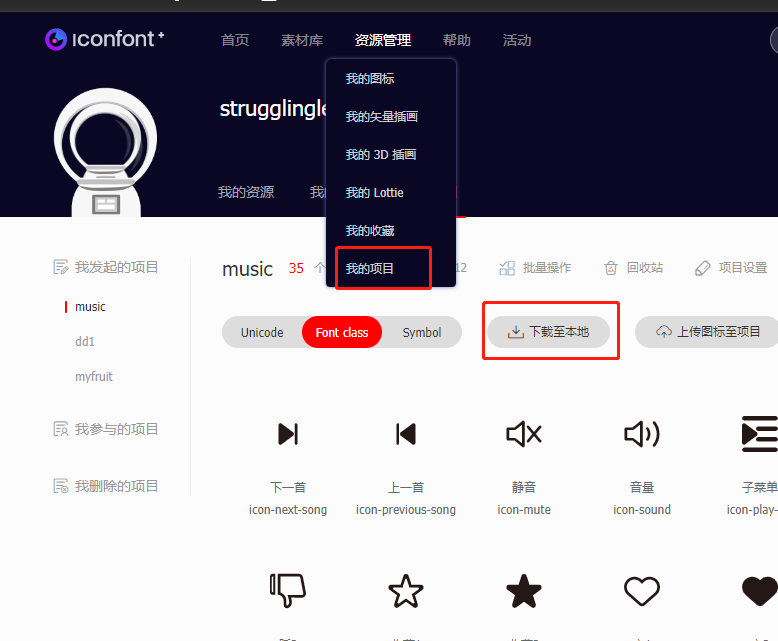 iconfont+
首页 素材库 资源管理 帮助 活动
我的图标
strugglingle
我的矢量插画
我的 3D 插画
我的资源
我的 Lottie
我的收藏
我发起的项目
music 35 个
我的项目
12 批量操作 回收站 项目设置
music
Unicode Font class Symbol 下载至本地 上传图标至项目
dd1
myfruit
我参与的项目
我删除的项目
下一首 上一首 静音 音量 子菜单
icon-next-song icon-previous-song icon-mute icon-sound icon-play-